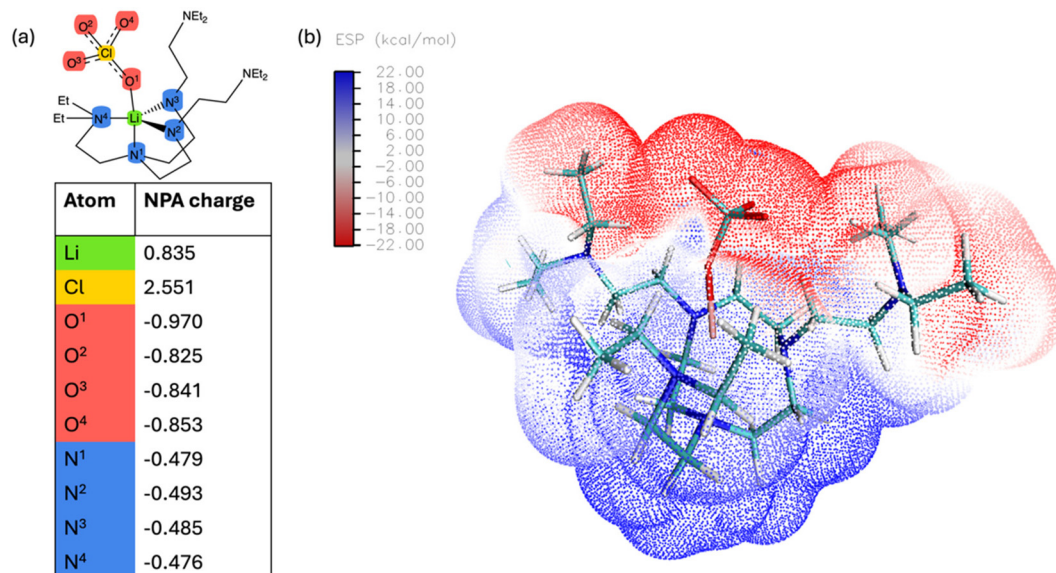 (a)
O2 O4 NEt2
Cl
O3
O1
NEt2
Et N3
Et N4 Li N2
N1
Atom NPA charge
Li 0.835
Cl 2.551
O1 -0.970
O2 -0.825
O3 -0.841
O4 -0.853
N1 -0.479
N2 -0.493
N3 -0.485
N4 -0.476
(b)
ESP (kcal/mol)
22.00
18.00
14.00
10.00
6.00
2.00
-2.00
-6.00
-10.00
-14.00
-18.00
-22.00